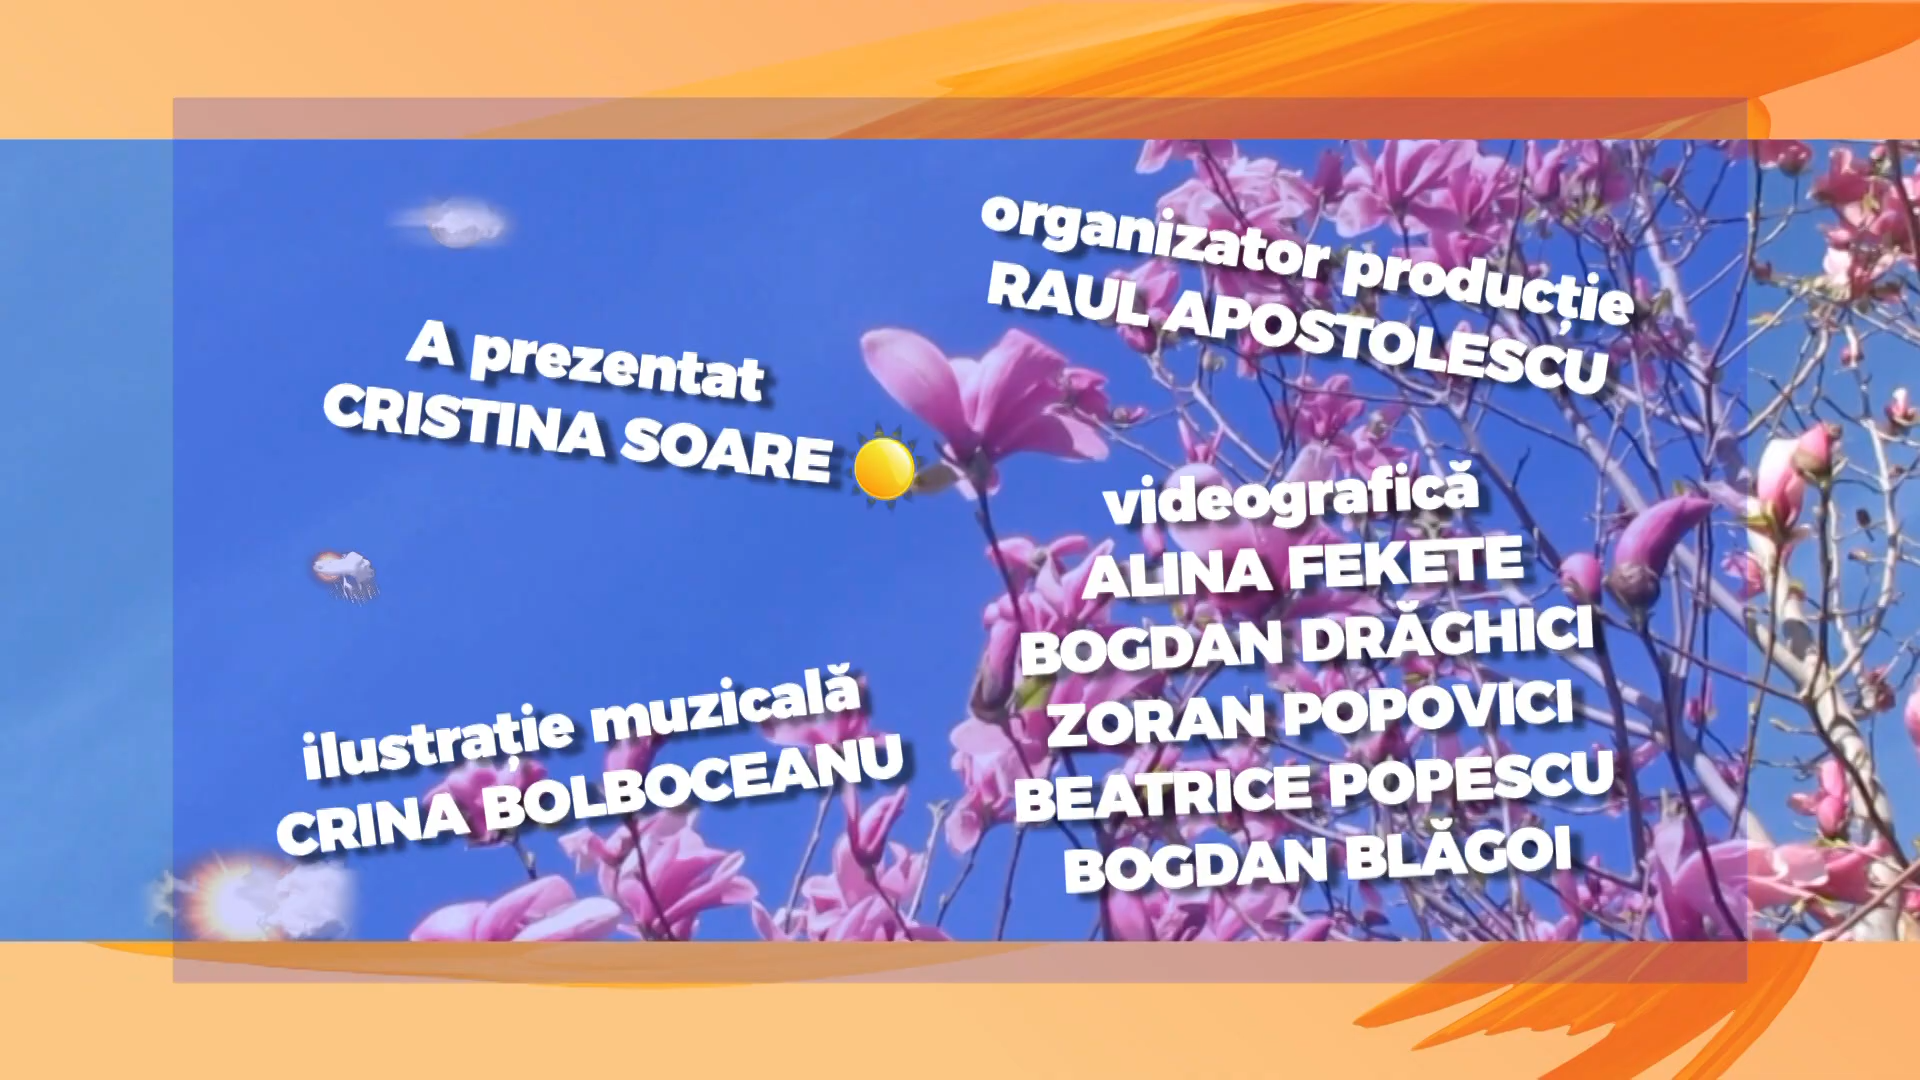 A prezentat
CRISTINA SOARE
ilustrație muzicală
CRINA BOLBOCEANU
organizator producție
RAUL APOSTOLESCU
videografică
ALINA FEKETE
BOGDAN DRĂGHICI
ZORAN POPOVICI
BEATRICE POPESCU
BOGDAN BLĂGOI